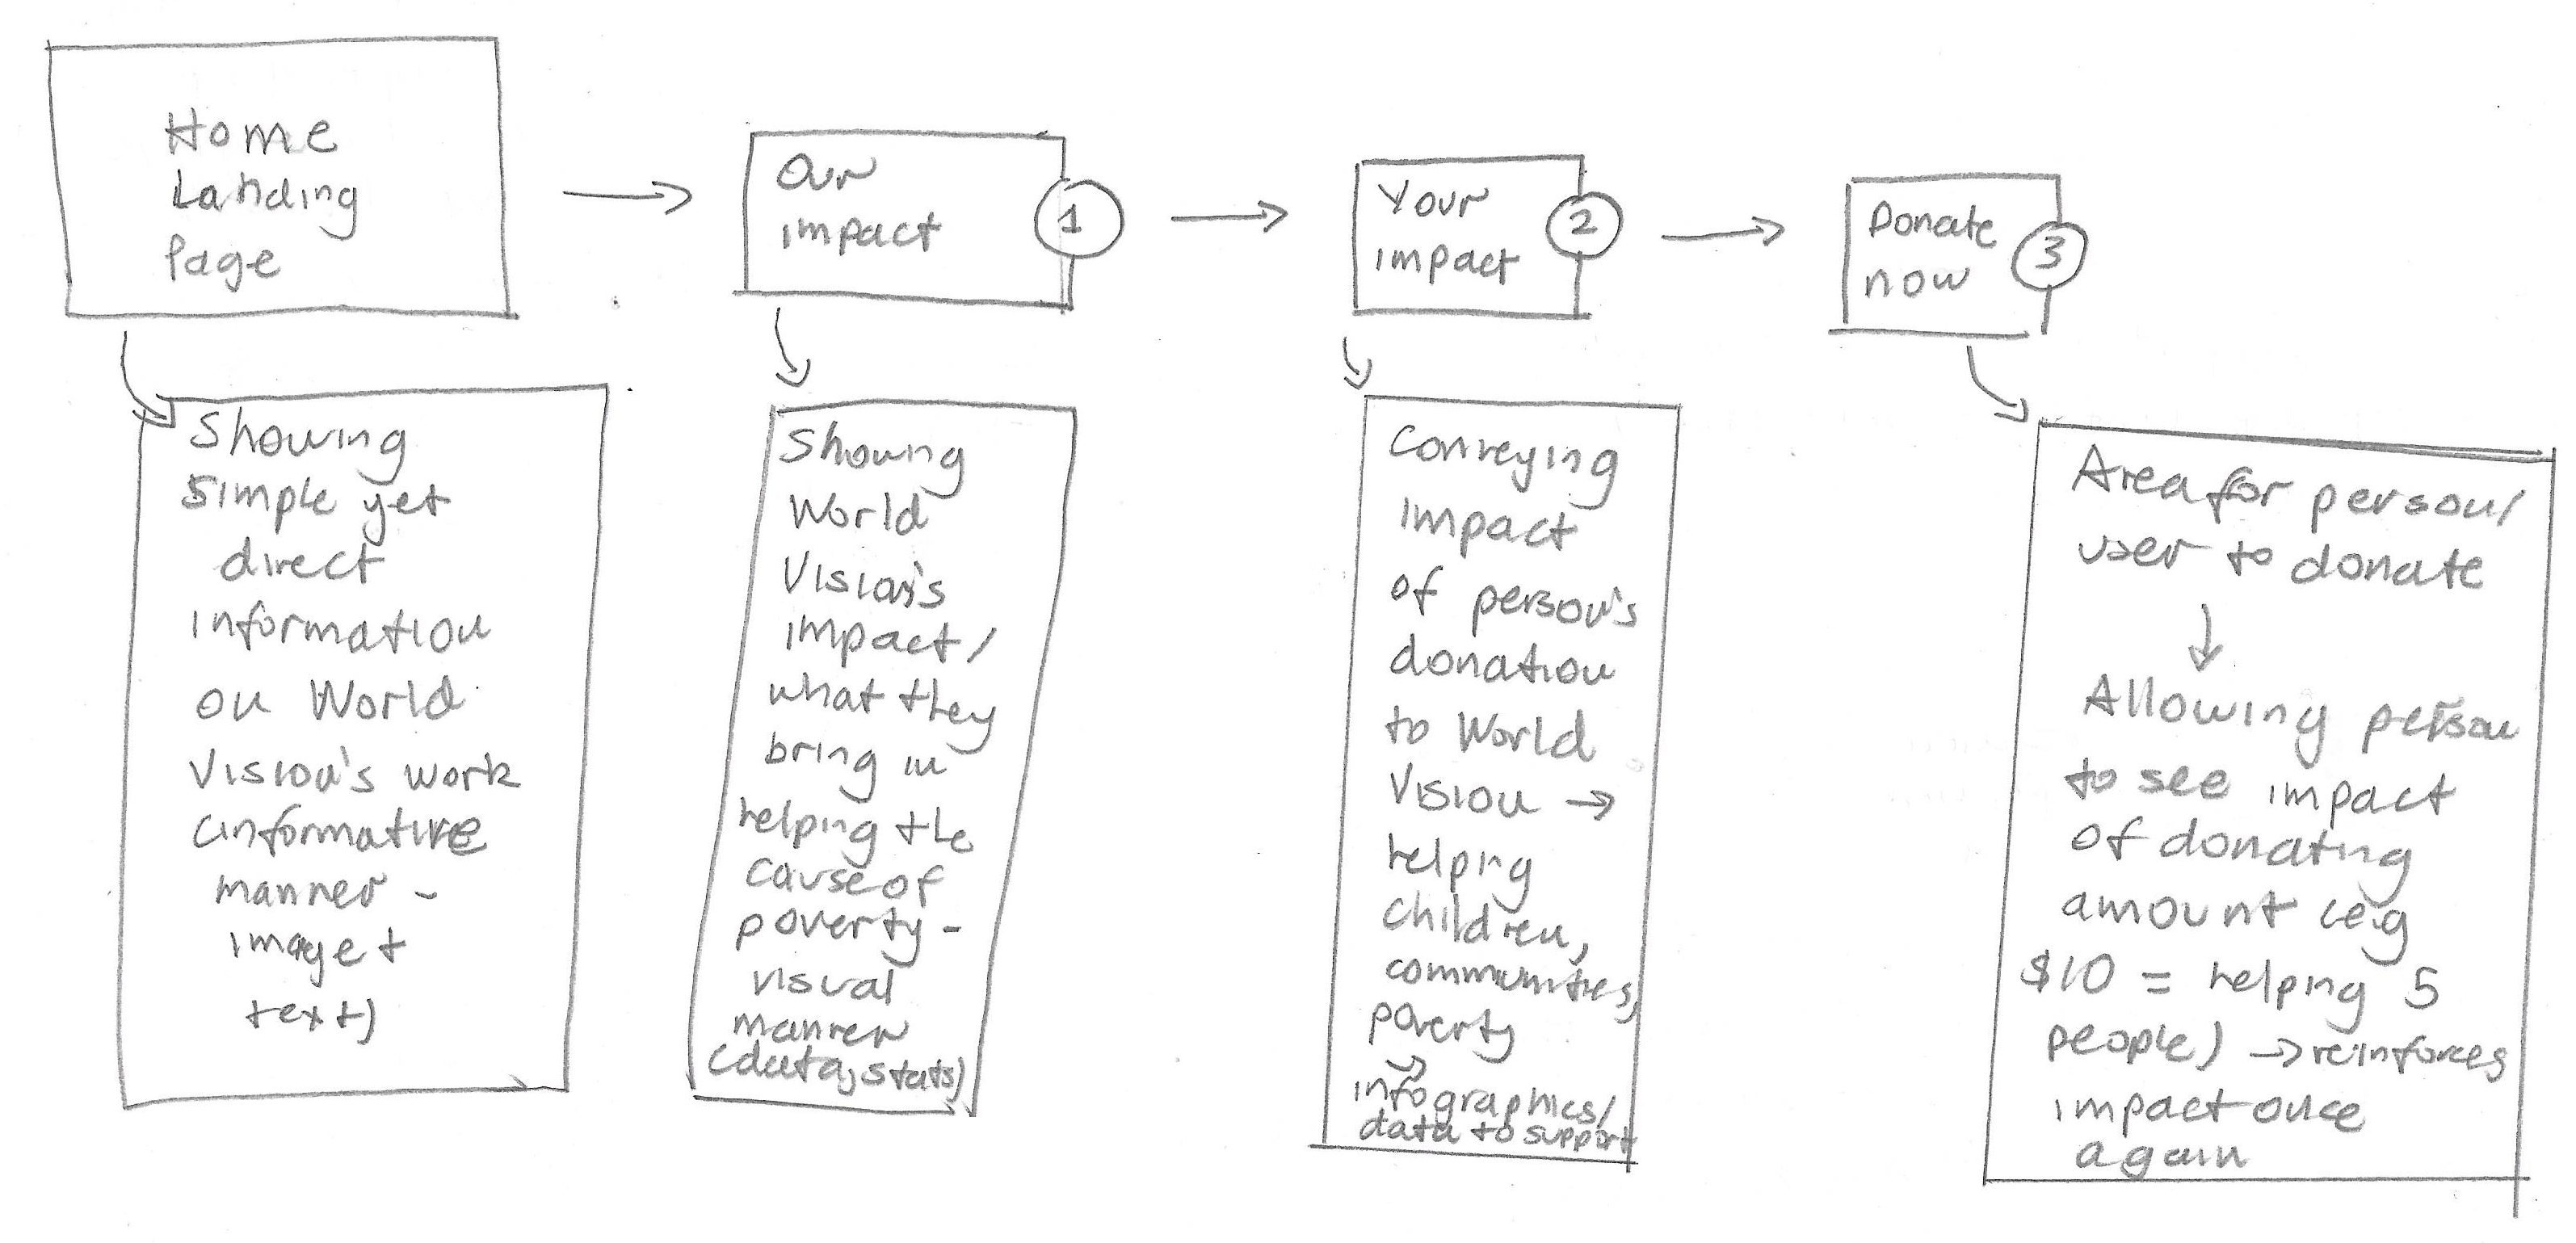 Home
Landing
Page
Our
impact
1
Your
impact
2
Donate
now
3
Showing
simple yet
direct
information
on World
Vision's work
(informative
manner -
image +
text)
Showing
World
Vision's
impact/
what they
bring in
helping the
cause of
poverty -
visual
manner
(data, stats)
Conveying
impact
of person's
donation
to World
Vision →
helping
children,
communities,
poverty
→
infographics/
data to support
Area for person/
user to donate
↓
Allowing person
to see impact
of donating
amount (e.g
$10 = helping 5
people) → reinforces
impact once
again